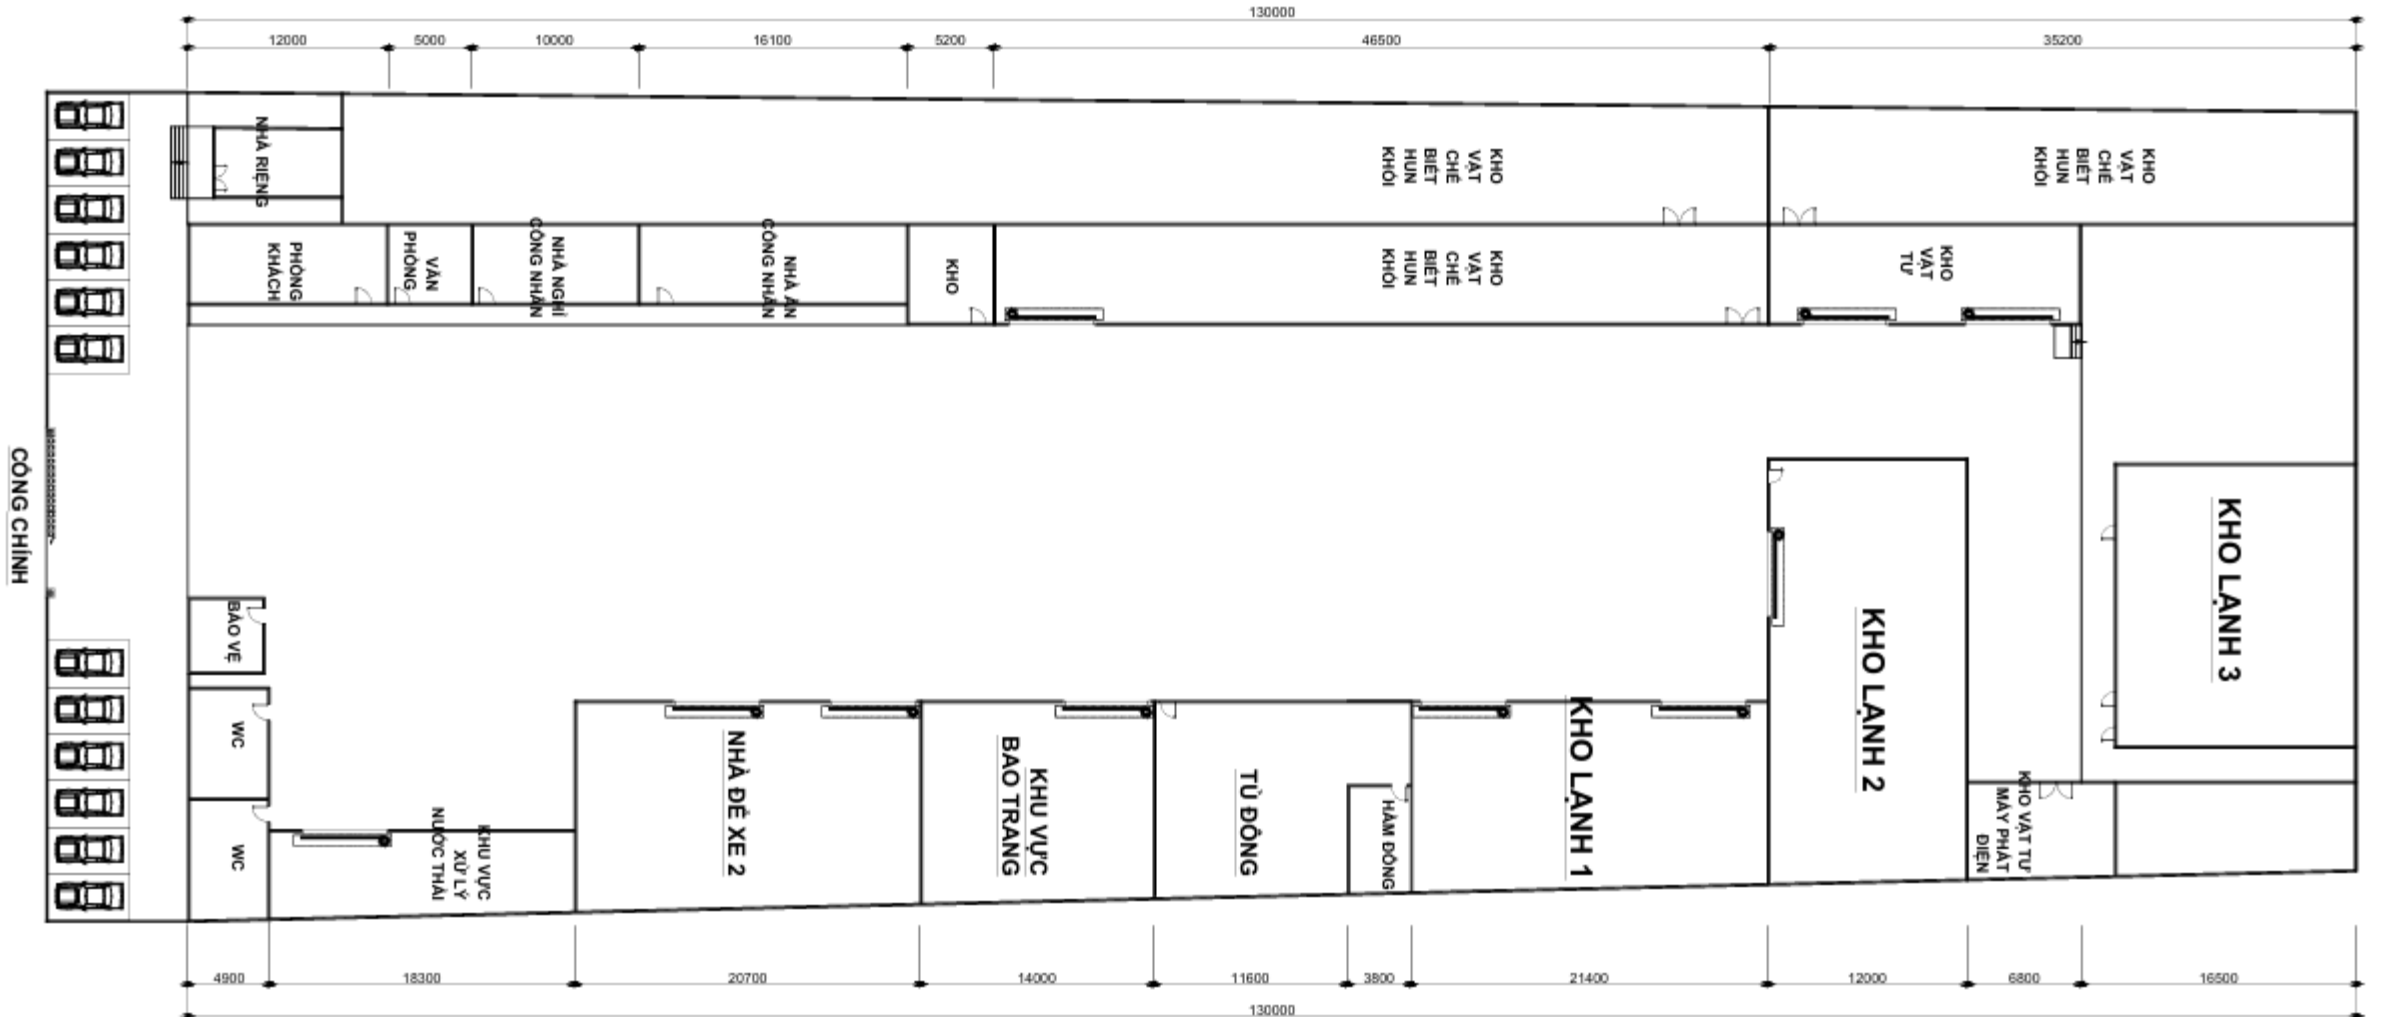 130000
12000
5000
10000
16100
5200
46500
35200
NHÀ RIÊNG
KHO
VẬT
CHẾ
BIẾT
HUN
KHÓI
KHO
VẬT
CHẾ
BIẾT
HUN
KHÓI
PHÒNG
KHÁCH
VĂN
PHÒNG
NHÀ NGHỈ
CÔNG NHÂN
NHÀ ĂN
CÔNG NHÂN
KHO
KHO
VẬT
CHẾ
BIẾT
HUN
KHÓI
KHO
VẬT
TƯ
CÔNG CHÍNH
BẢO VỆ
WC
WC
KHU VỰC
XỬ LÝ
NƯỚC THẢI
NHÀ ĐỂ XE 2
KHU VỰC
BAO TRANG
TỦ ĐÔNG
HẦM ĐÔNG
KHO LẠNH 1
KHO LẠNH 2
KHO LẠNH 3
KHO VẬT TƯ
MÁY PHÁT
ĐIỆN
4900
18300
20700
14000
11600
3800
21400
12000
6800
16500
130000